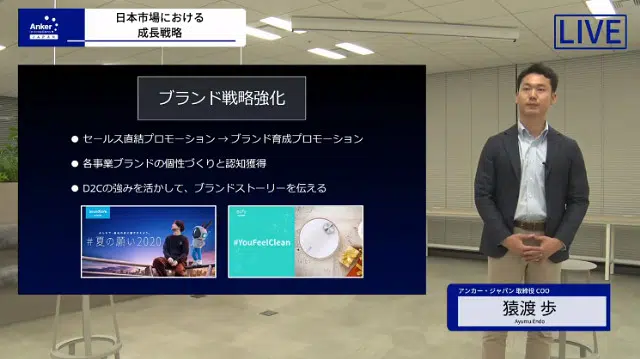 Anker
JAPAN
日本市場における
成長戦略
LIVE
ブランド戦略強化
● セールス直結プロモーション → ブランド育成プロモーション
● 各事業ブランドの個性づくりと認知獲得
● D2Cの強みを活かして、ブランドストーリーを伝える
#夏の願い2020
#YouFeelClean
アンカー・ジャパン 取締役 COO
猿渡 歩
Ayumu Endo